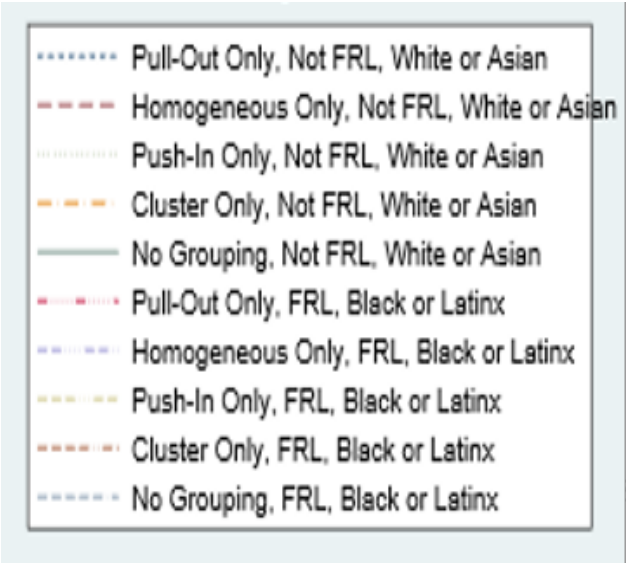 Pull-Out Only, Not FRL, White or Asian
Homogeneous Only, Not FRL, White or Asian
Push-In Only, Not FRL, White or Asian
Cluster Only, Not FRL, White or Asian
No Grouping, Not FRL, White or Asian
Pull-Out Only, FRL, Black or Latinx
Homogeneous Only, FRL, Black or Latinx
Push-In Only, FRL, Black or Latinx
Cluster Only, FRL, Black or Latinx
No Grouping, FRL, Black or Latinx